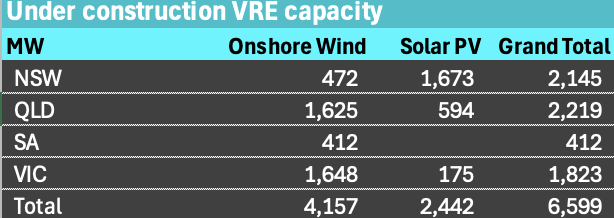 Under construction VRE capacity
MW Onshore Wind Solar PV Grand Total
NSW 472 1,673 2,145
QLD 1,625 594 2,219
SA 412 412
VIC 1,648 175 1,823
Total 4,157 2,442 6,599